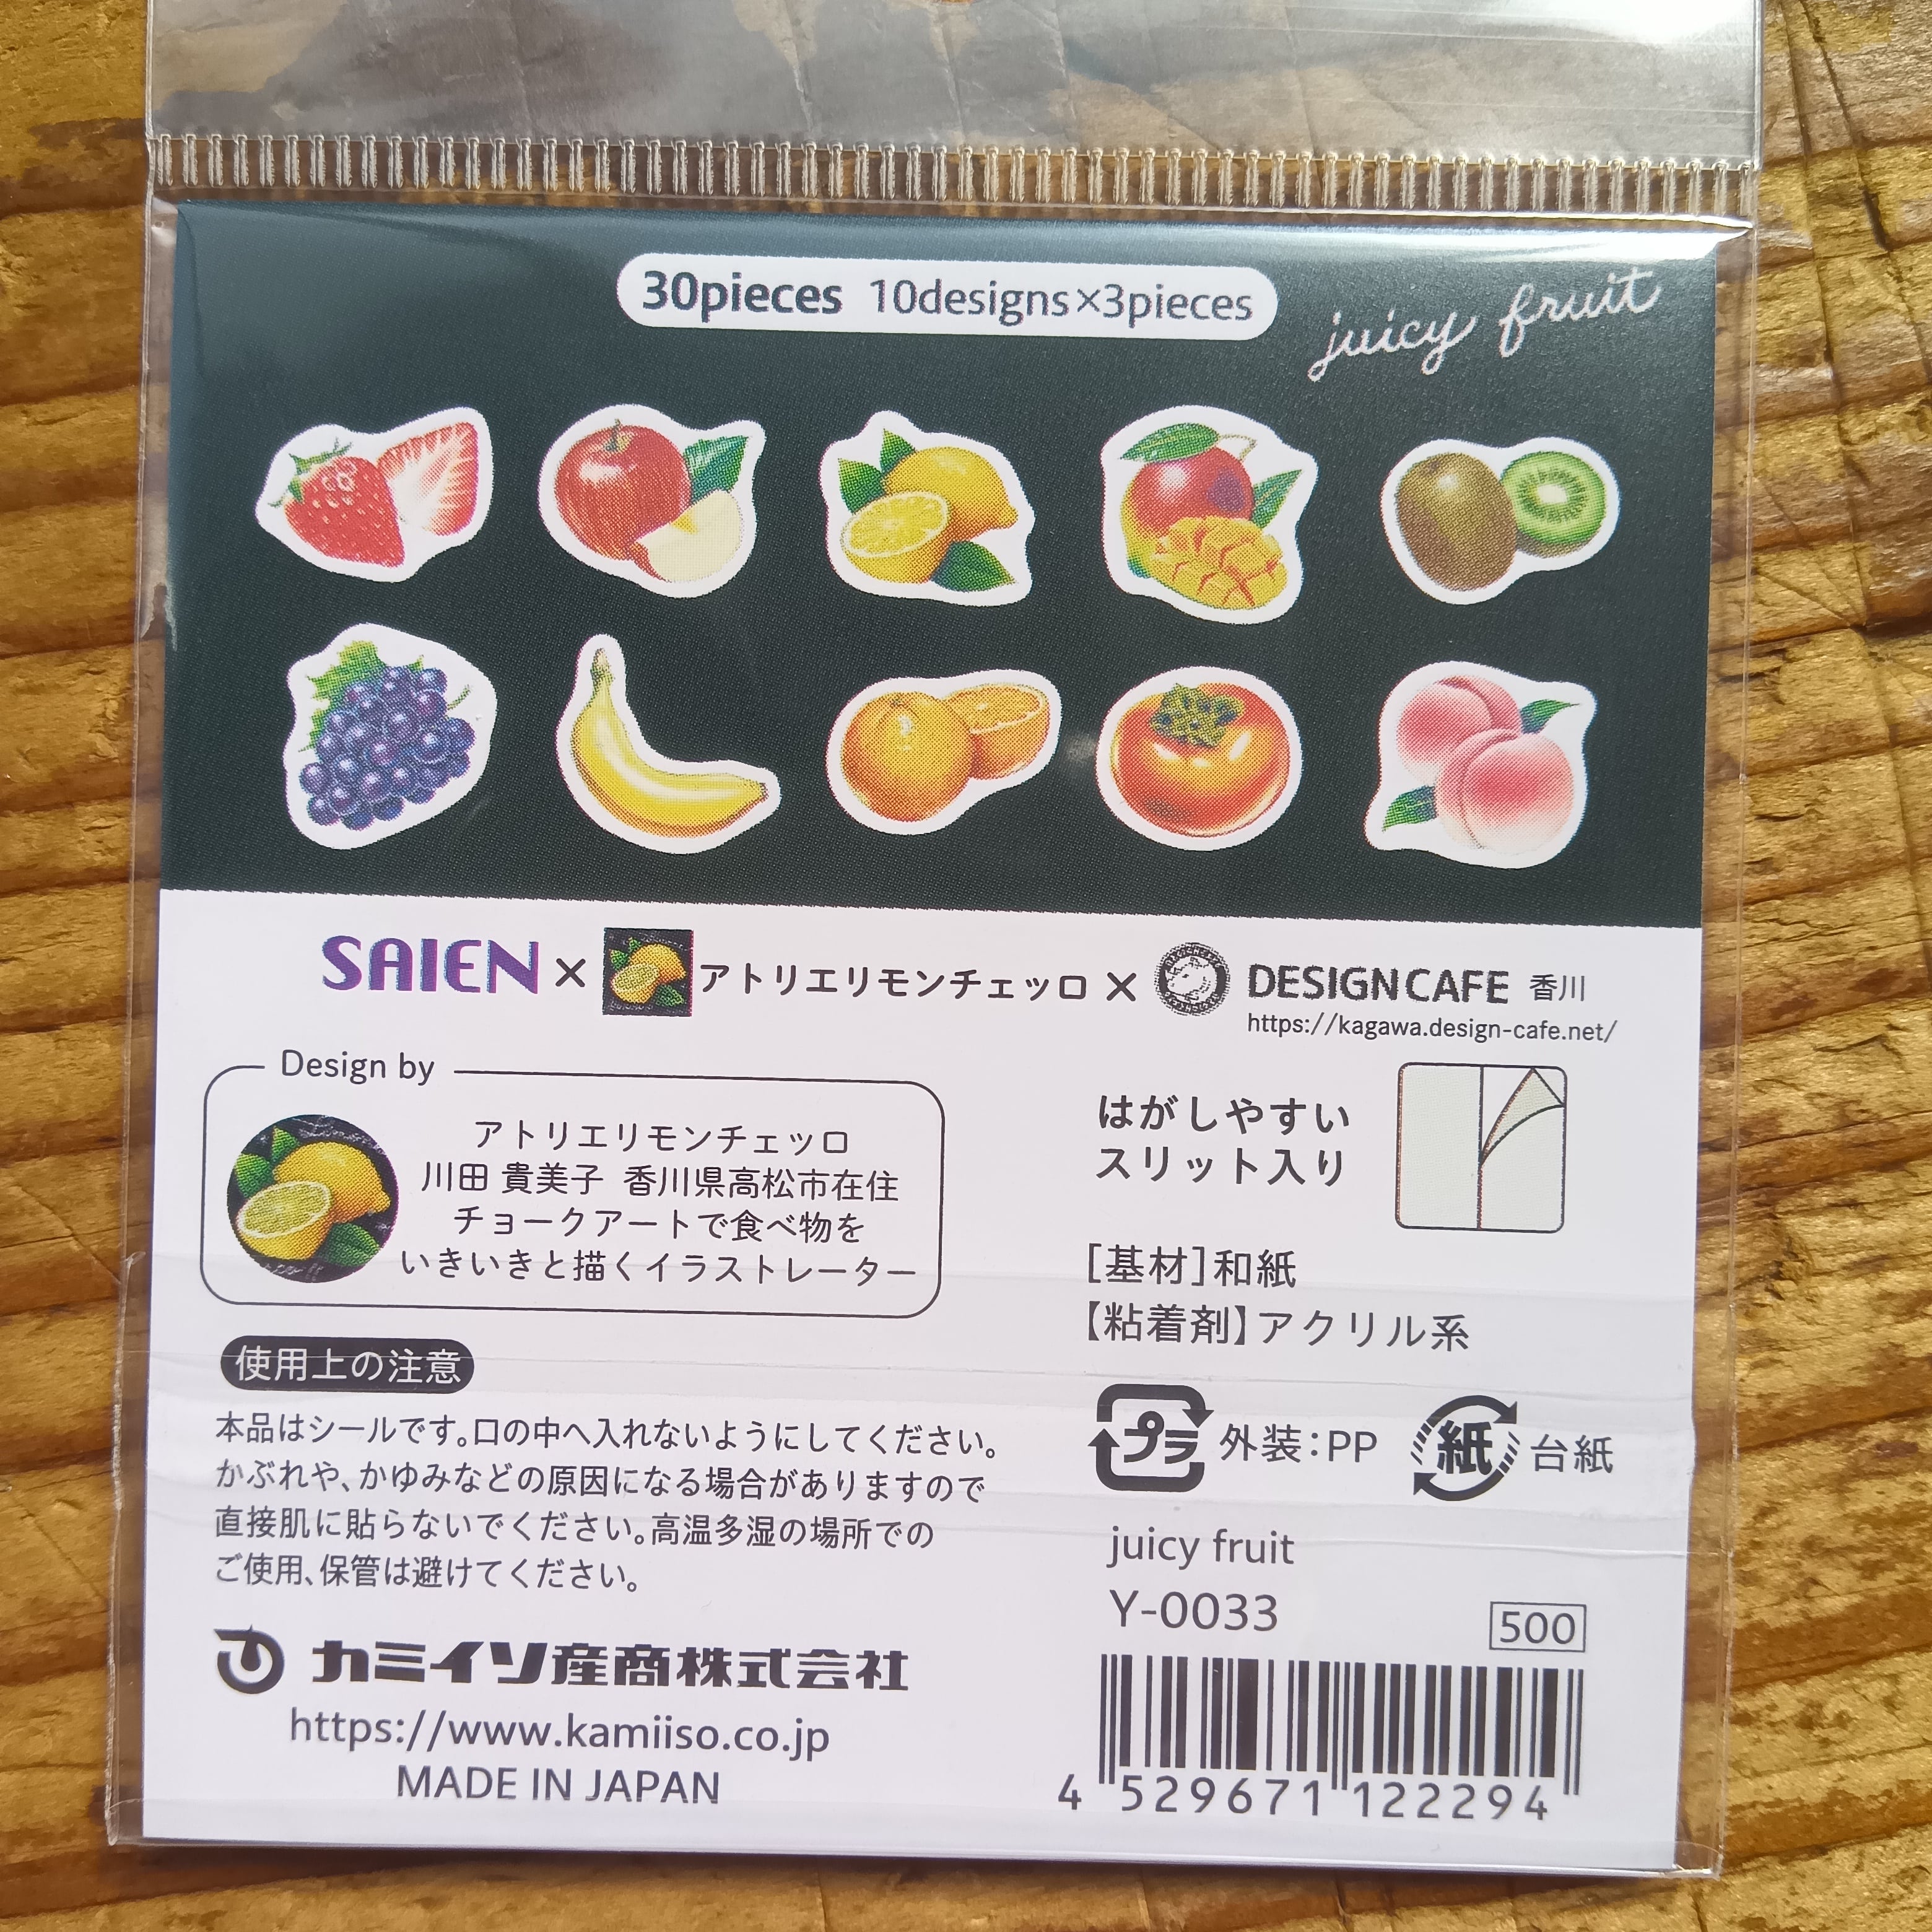 30pieces 10designs×3pieces
juicy fruit
SAIEN × アトリエリモンチェッロ × DESIGN CAFE 香川
https://kagawa.design-cafe.net/
Design by
アトリエリモンチェッロ
川田 貴美子 香川県高松市在住
チョークアートで食べ物を
いきいきと描くイラストレーター
はがしやすい
スリット入り
[基材]和紙
【粘着剤】アクリル系
使用上の注意
本品はシールです。口の中へ入れないようにしてください。
かぶれや、かゆみなどの原因になる場合がありますので
直接肌に貼らないでください。高温多湿の場所での
ご使用、保管は避けてください。
プラ 外装:PP 紙 台紙
juicy fruit
Y-0033
500
カミイソ産商株式会社
https://www.kamiiso.co.jp
MADE IN JAPAN
4 529671 122294